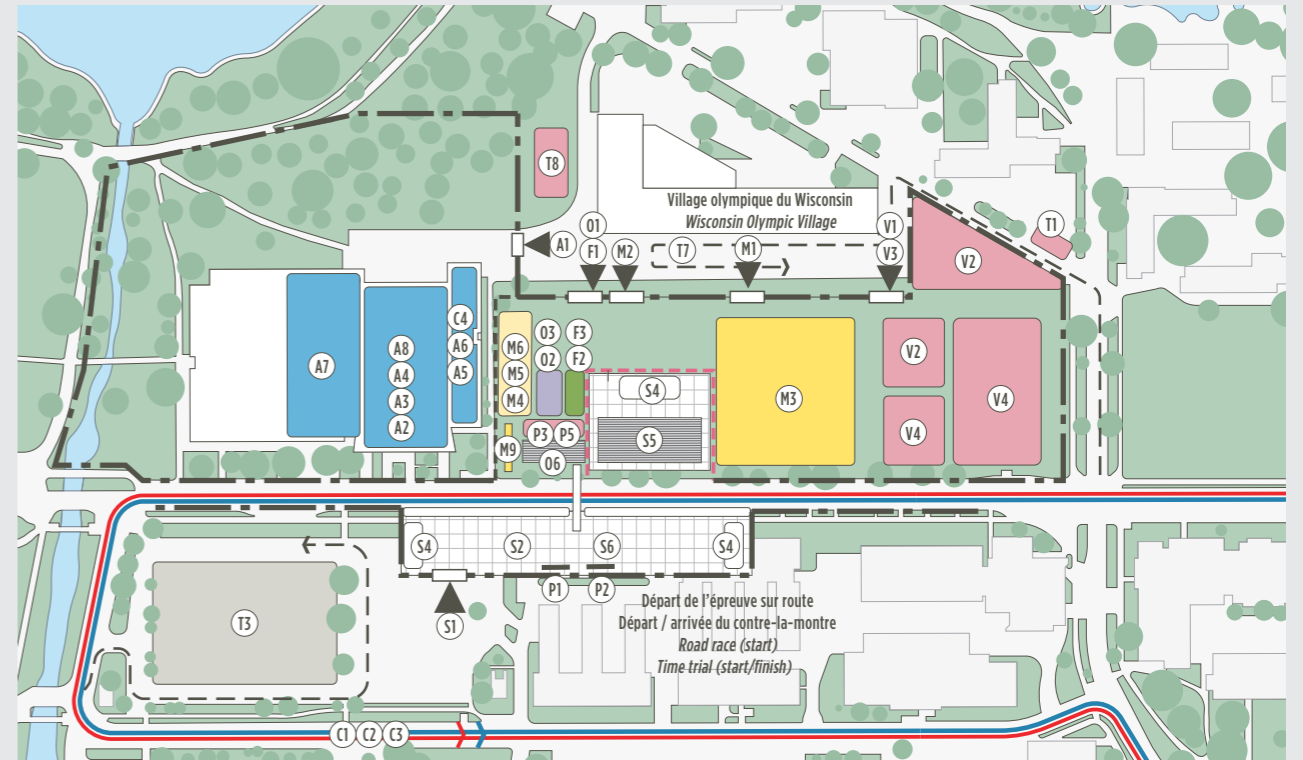 T8
Village olympique du Wisconsin
Wisconsin Olympic Village
O1
V1
T1
A1
F1
M2
T7
M1
V3
V2
C4
O3
F3
M6
A8
A6
O2
F2
V2
A7
A4
A5
M5
A3
M4
S4
M3
V4
A2
P3
P5
S5
V4
M9
O6
S4
S2
S6
S4
P1
P2
S1
T3
Départ de l'épreuve sur route
Départ / arrivée du contre-la-montre
Road race (start)
Time trial (start/finish)
C1
C2
C3